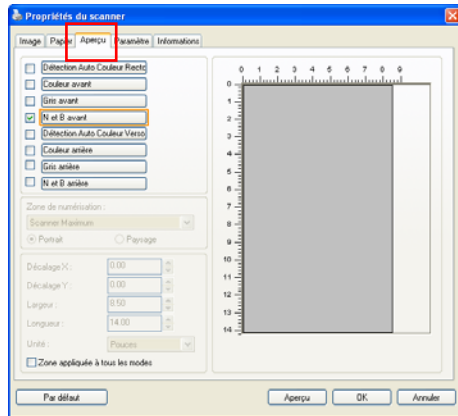 Propriétés du scanner
Image Papier Aperçu Paramètre Informations
Détection Auto Couleur Recto
Couleur avant
Gris avant
N et B avant
Détection Auto Couleur Verso
Couleur arrière
Gris arrière
N et B arrière
Zone de numérisation :
Scanner Maximum
Portrait Paysage
Décalage X : 0.00
Décalage Y : 0.00
Largeur : 8.50
Longueur : 14.00
Unité : Pouces
Zone appliquée à tous les modes
0 1 2 3 4 5 6 7 8 9
0
1
2
3
4
5
6
7
8
9
10
11
12
13
14
Par défaut Aperçu OK Annuler